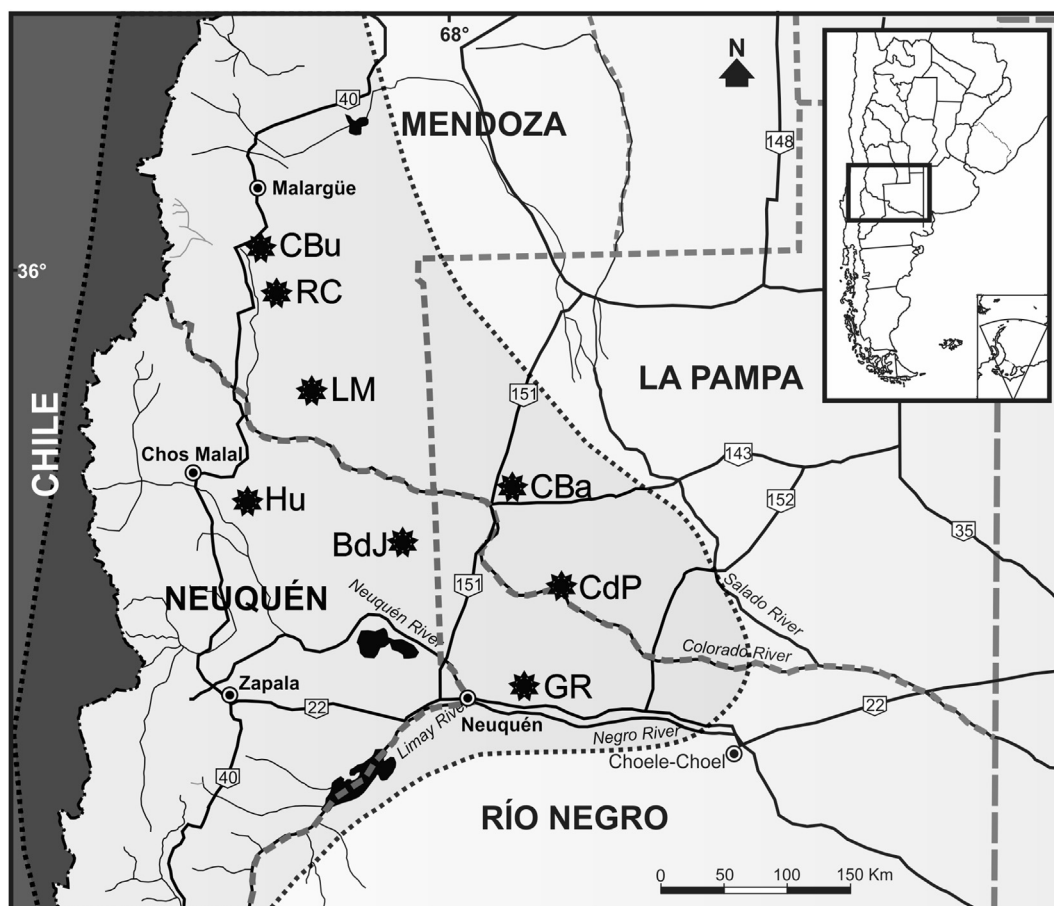 68°
N
40
MENDOZA
148
Malargüe
CBu
36°
RC
LM
151
LA PAMPA
CHILE
Chos Malal
143
CBa
Hu
152
35
BdJ
151
CdP
NEUQUÉN
Neuquén River
Salado River
Colorado River
Zapala
GR
22
22
Neuquén
Limay River
Negro River
Choele-Choel
40
RÍO NEGRO
0 50 100 150 Km